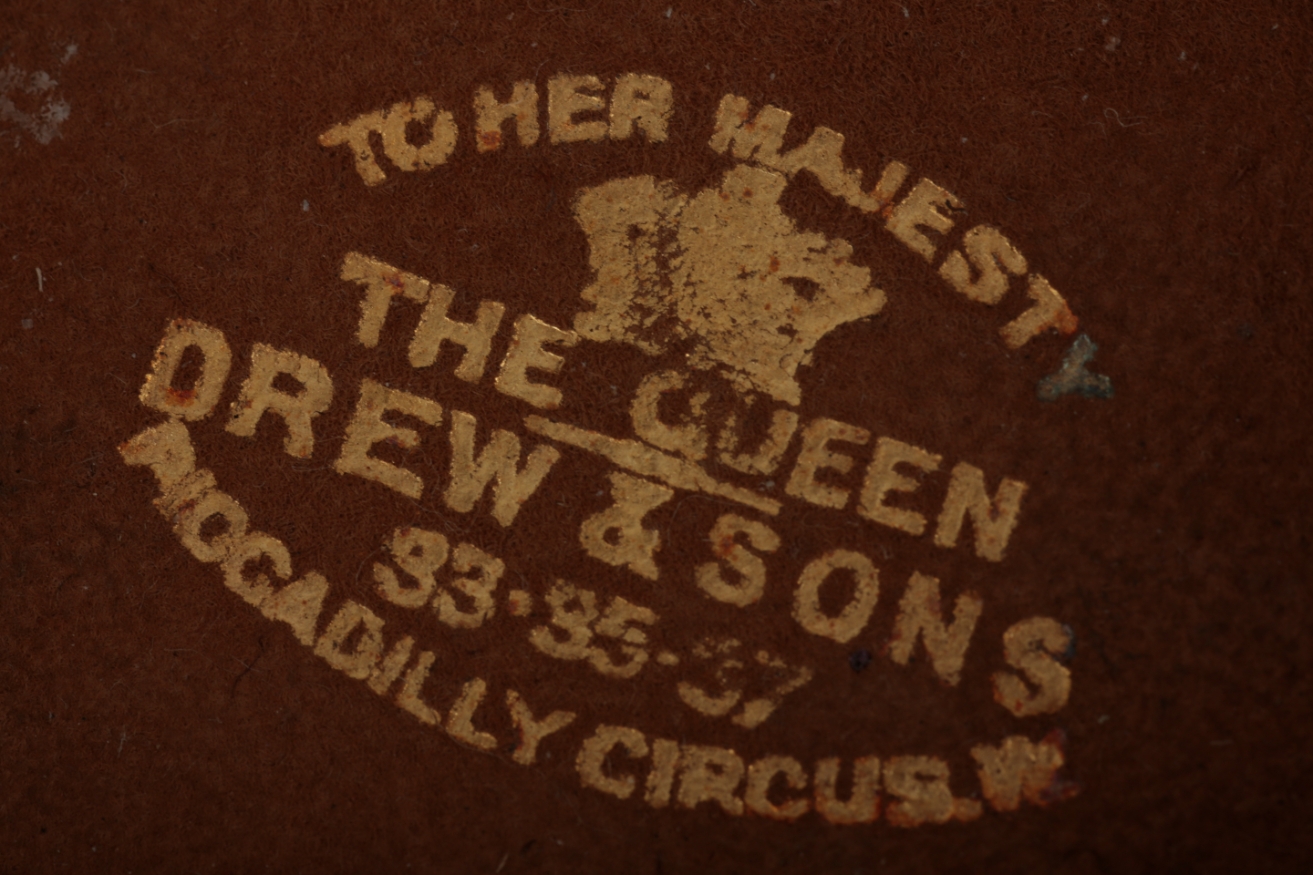 TO HER MAJESTY
THE QUEEN
DREW & SONS
33·35·37
PICCADILLY CIRCUS.W